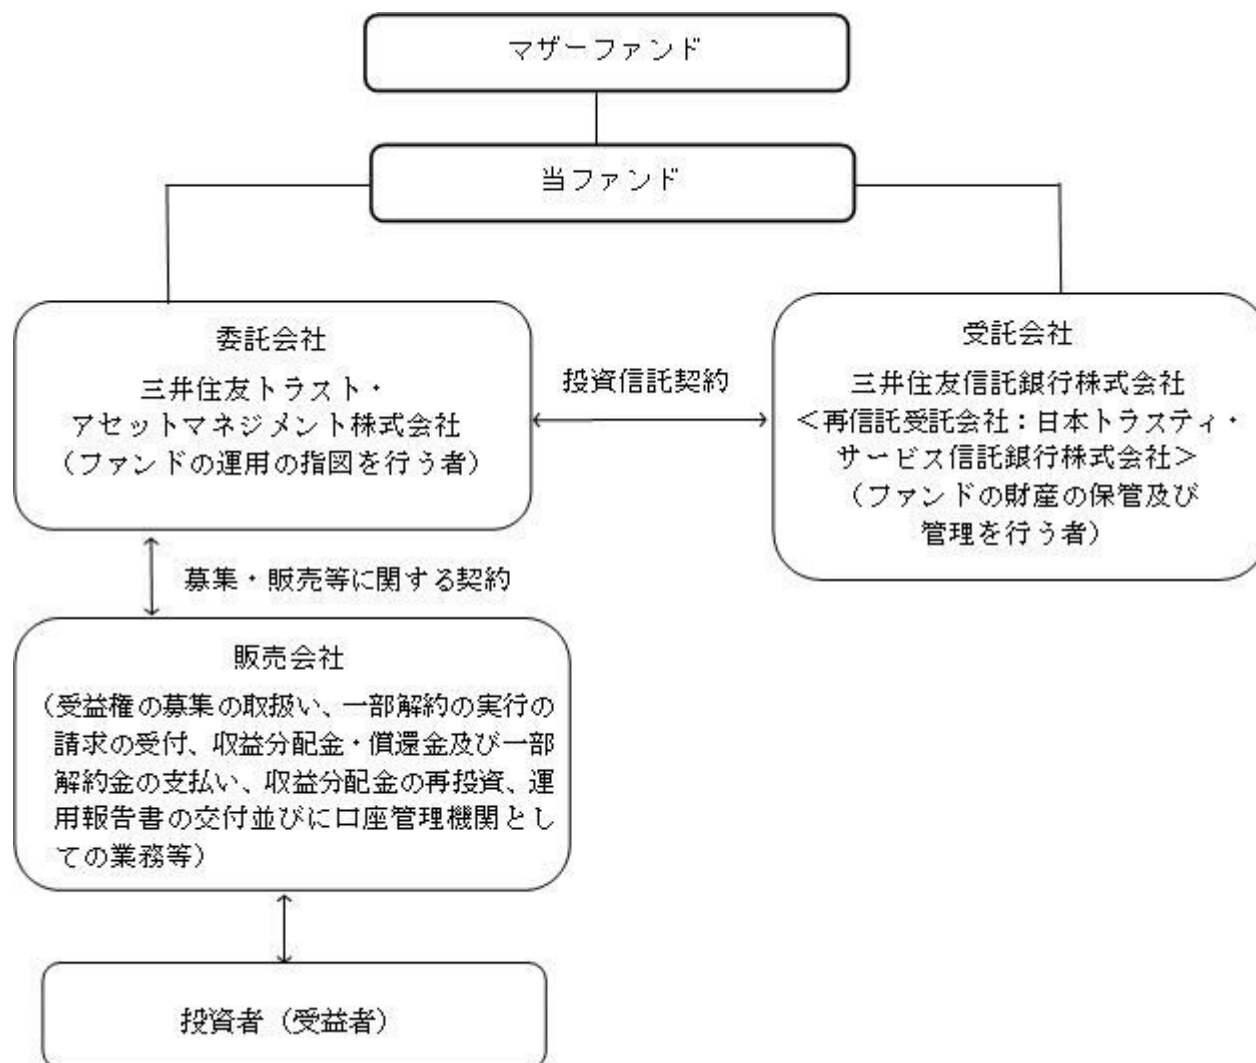 マザーファンド
当ファンド
委託会社
三井住友トラスト・
アセットマネジメント株式会社
（ファンドの運用の指図を行う者）
投資信託契約
受託会社
三井住友信託銀行株式会社
＜再信託受託会社：日本トラスティ・
サービス信託銀行株式会社＞
（ファンドの財産の保管及び
管理を行う者）
募集・販売等に関する契約
販売会社
（受益権の募集の取扱い、一部解約の実行の
請求の受付、収益分配金・償還金及び一部
解約金の支払い、収益分配金の再投資、運
用報告書の交付並びに口座管理機関とし
ての業務等）
投資者（受益者）